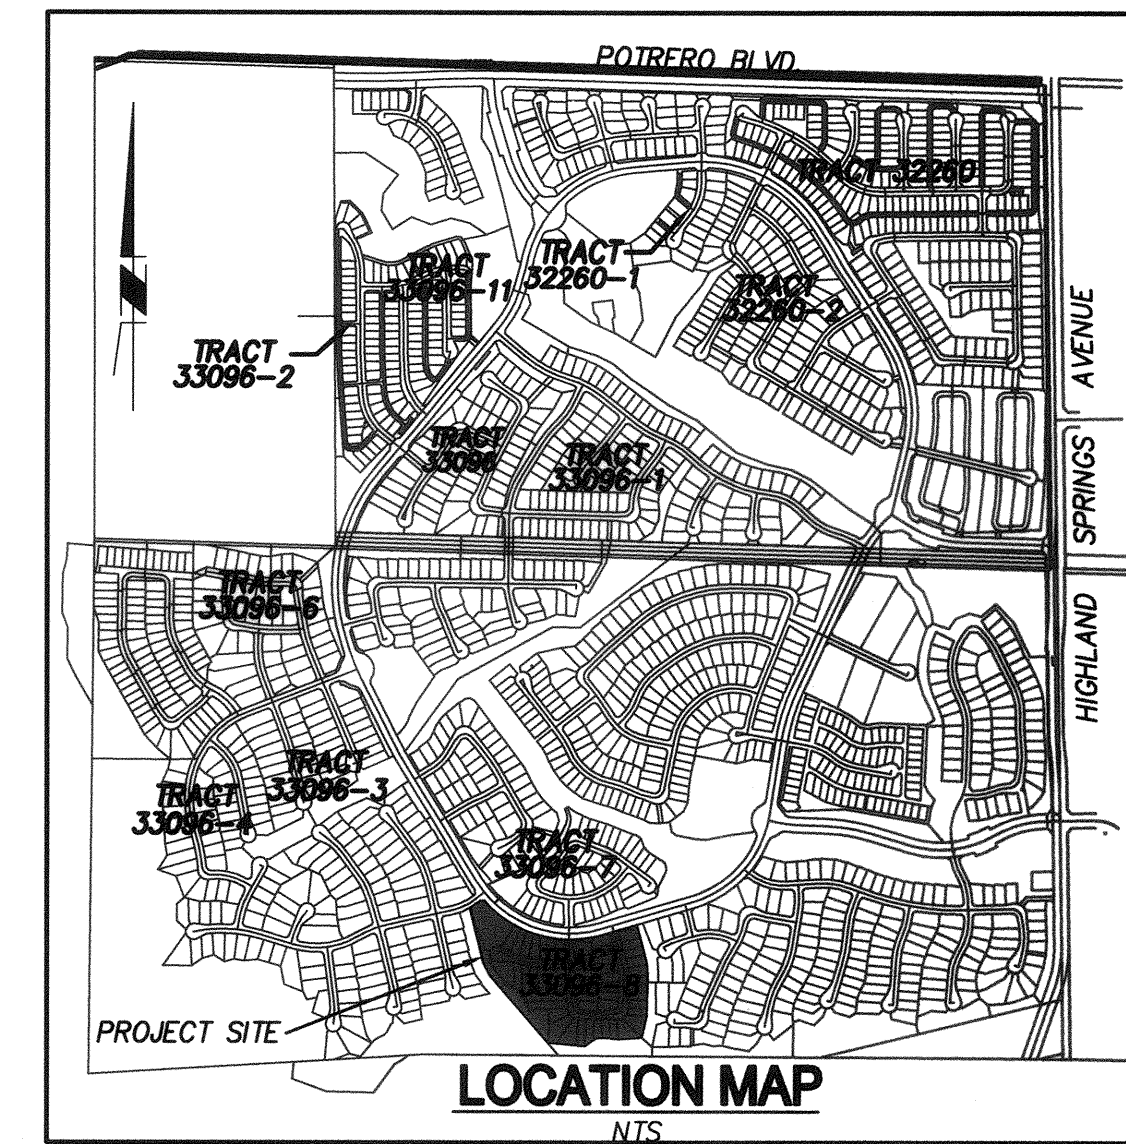 POTRERO BLVD.
TRACT 32260
TRACT
32260-1
TRACT
33096-11
TRACT
32260-2
TRACT
33096-2
AVENUE
TRACT
33096
TRACT
33096-1
SPRINGS
TRACT
33096-6
HIGHLAND
TRACT
33096-3
TRACT
33096-4
TRACT
33096-7
TRACT
33096-8
PROJECT SITE
LOCATION MAP
NTS